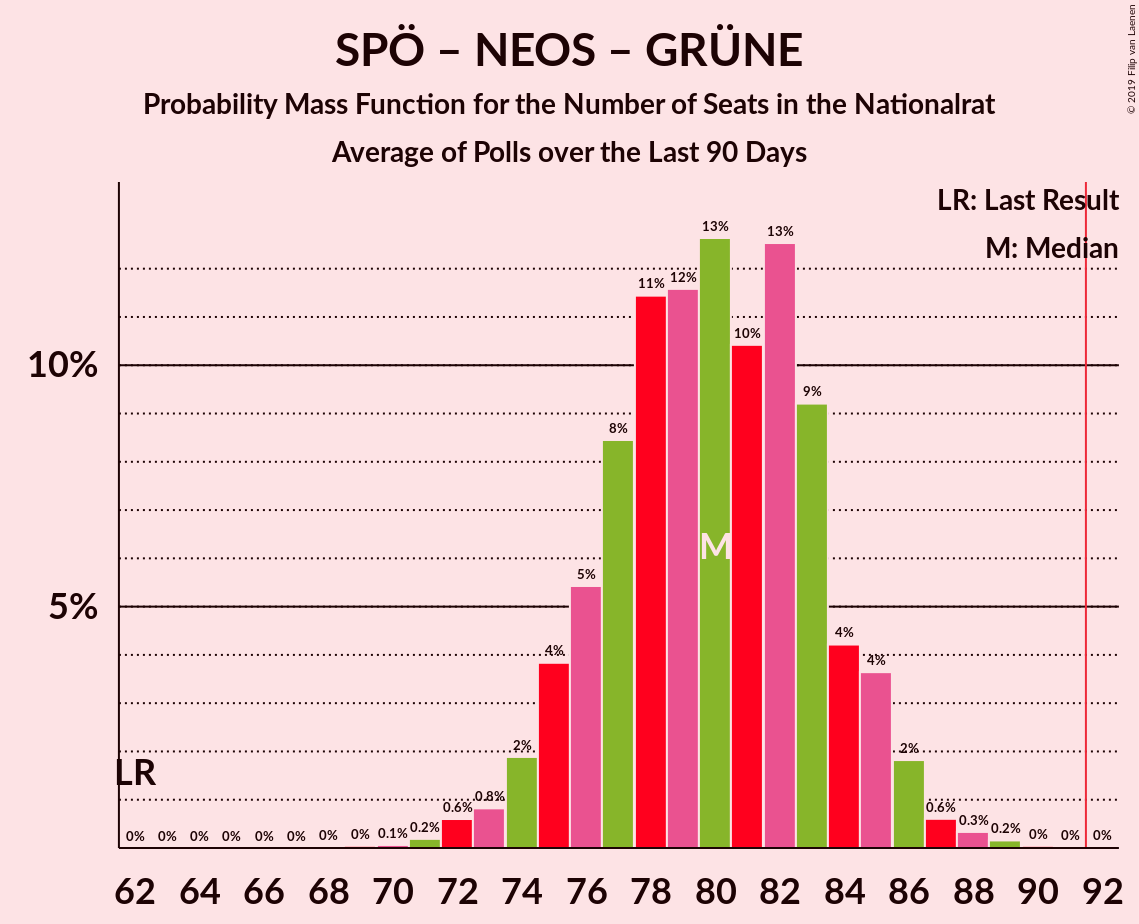 SPÖ – NEOS – GRÜNE
Probability Mass Function for the Number of Seats in the Nationalrat
Average of Polls over the Last 90 Days
© 2019 Filip van Laenen
LR: Last Result
M: Median
10%
5%
LR
M
0% 0% 0% 0% 0% 0% 0% 0% 0.1% 0.2% 0.6% 0.8% 2% 4% 5% 8% 11% 12% 13% 10% 13% 9% 4% 4% 2% 0.6% 0.3% 0.2% 0% 0% 0%
62 64 66 68 70 72 74 76 78 80 82 84 86 88 90 92